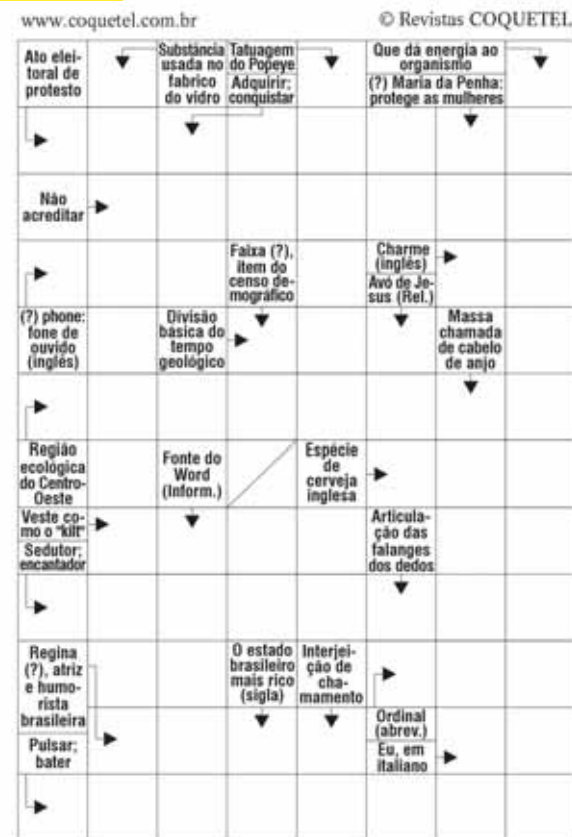 www.coquetel.com.br
© Revistas COQUETEL
Ato elei-
toral de
protesto
Substância
usada no
fabrico
do vidro
Tatuagem
do Popeye
Adquirir;
conquistar
Que dá energia ao
organismo
(?) Maria da Penha:
protege as mulheres
Não
acreditar
Faixa (?),
item do
censo de-
mográfico
Charme
(inglês)
Avó de Je-
sus (Rel.)
(?) phone:
fone de
ouvido
(inglês)
Divisão
básica do
tempo
geológico
Massa
chamada
de cabelo
de anjo
Região
ecológica
do Centro-
Oeste
Fonte do
Word
(Inform.)
Espécie
de
cerveja
inglesa
Veste co-
mo o "kilt"
Sedutor;
encantador
Articula-
ção das
falanges
dos dedos
Regina
(?), atriz
e humo-
rista
brasileira
O estado
brasileiro
mais rico
(sigla)
Interjei-
ção de
cha-
mamento
Pulsar;
bater
Ordinal
(abrev.)
Eu, em
italiano